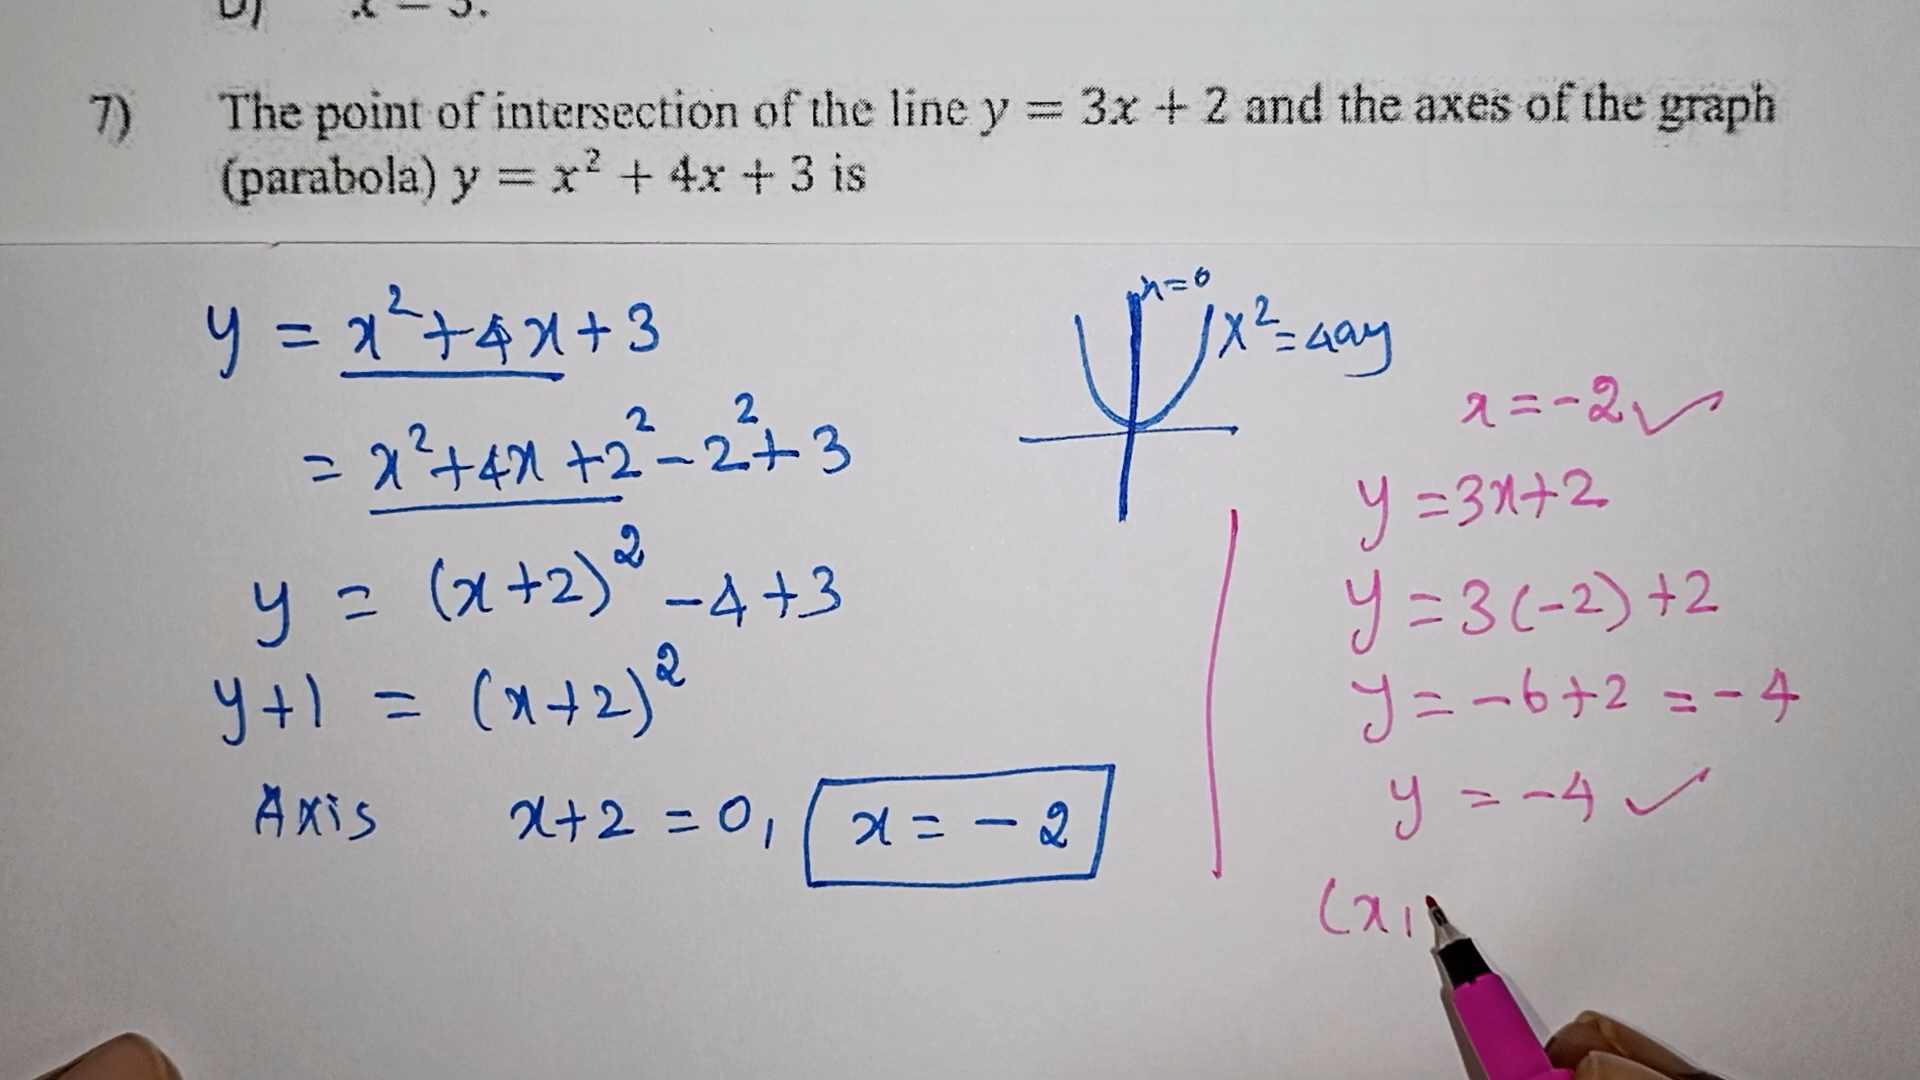 x = 3.
7) The point of intersection of the line y = 3x + 2 and the axes of the graph
(parabola) y = x² + 4x + 3 is
y = x² + 4x + 3
= x² + 4x + 2² - 2² + 3
y = (x+2)² - 4 + 3
y+1 = (x+2)²
Axis x+2 = 0, x = -2
x=0
x² = 4ay
x = -2 ✓
y = 3x+2
y = 3(-2)+2
y = -6+2 = -4
y = -4 ✓
(x,